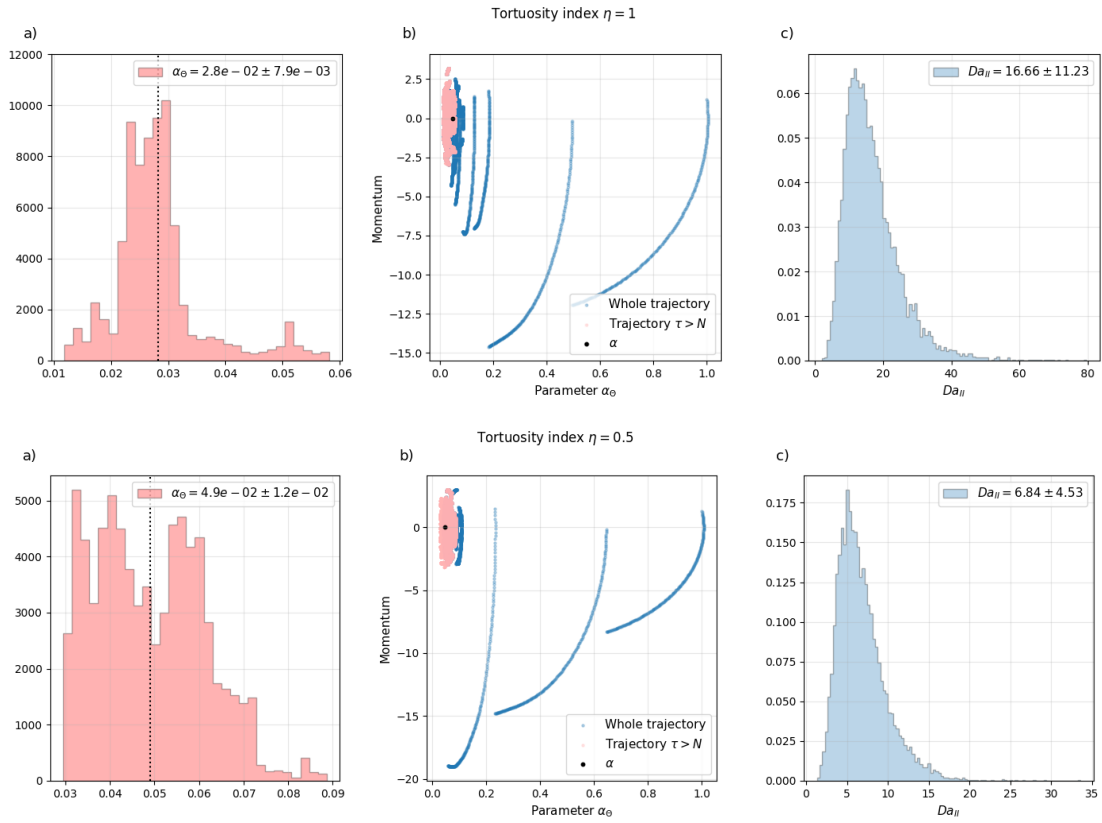 Tortuosity index η = 1
a)
b)
c)
α_Θ = 2.8e − 02 ± 7.9e − 03
12000
10000
8000
6000
4000
2000
0
0.01 0.02 0.03 0.04 0.05 0.06
Momentum
2.5
0.0
−2.5
−5.0
−7.5
−10.0
−12.5
−15.0
Whole trajectory
Trajectory τ > N
α
0.0 0.2 0.4 0.6 0.8 1.0
Parameter α_Θ
Da_II = 16.66 ± 11.23
0.06
0.05
0.04
0.03
0.02
0.01
0.00
0 20 40 60 80
Da_II
Tortuosity index η = 0.5
a)
b)
c)
α_Θ = 4.9e − 02 ± 1.2e − 02
5000
4000
3000
2000
1000
0
0.03 0.04 0.05 0.06 0.07 0.08 0.09
Momentum
0
−5
−10
−15
−20
Whole trajectory
Trajectory τ > N
α
0.0 0.2 0.4 0.6 0.8 1.0
Parameter α_Θ
Da_II = 6.84 ± 4.53
0.175
0.150
0.125
0.100
0.075
0.050
0.025
0.000
0 5 10 15 20 25 30 35
Da_II